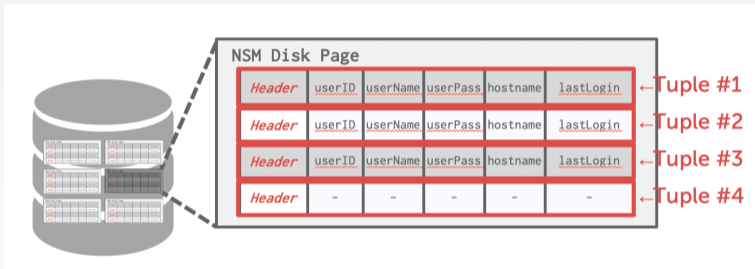 NSM Disk Page
Header userID userName userPass hostname lastLogin ←Tuple #1
Header userID userName userPass hostname lastLogin ←Tuple #2
Header userID userName userPass hostname lastLogin ←Tuple #3
Header - - - - - ←Tuple #4